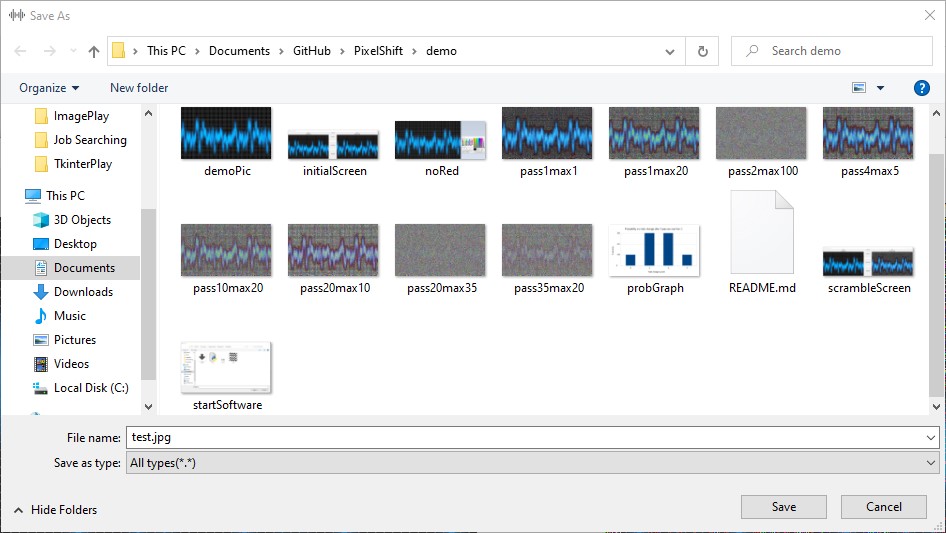 Save As
This PC > Documents > GitHub > PixelShift > demo
Search demo
Organize
New folder
?
ImagePlay
Job Searching
TkinterPlay
This PC
3D Objects
Desktop
Documents
Downloads
Music
Pictures
Videos
Local Disk (C:)
demoPic
initialScreen
noRed
pass1max1
pass1max20
pass2max100
pass4max5
pass10max20
pass20max10
pass20max35
pass35max20
probGraph
README.md
scrambleScreen
startSoftware
File name: test.jpg
Save as type: All types(*.*)
Hide Folders
Save
Cancel